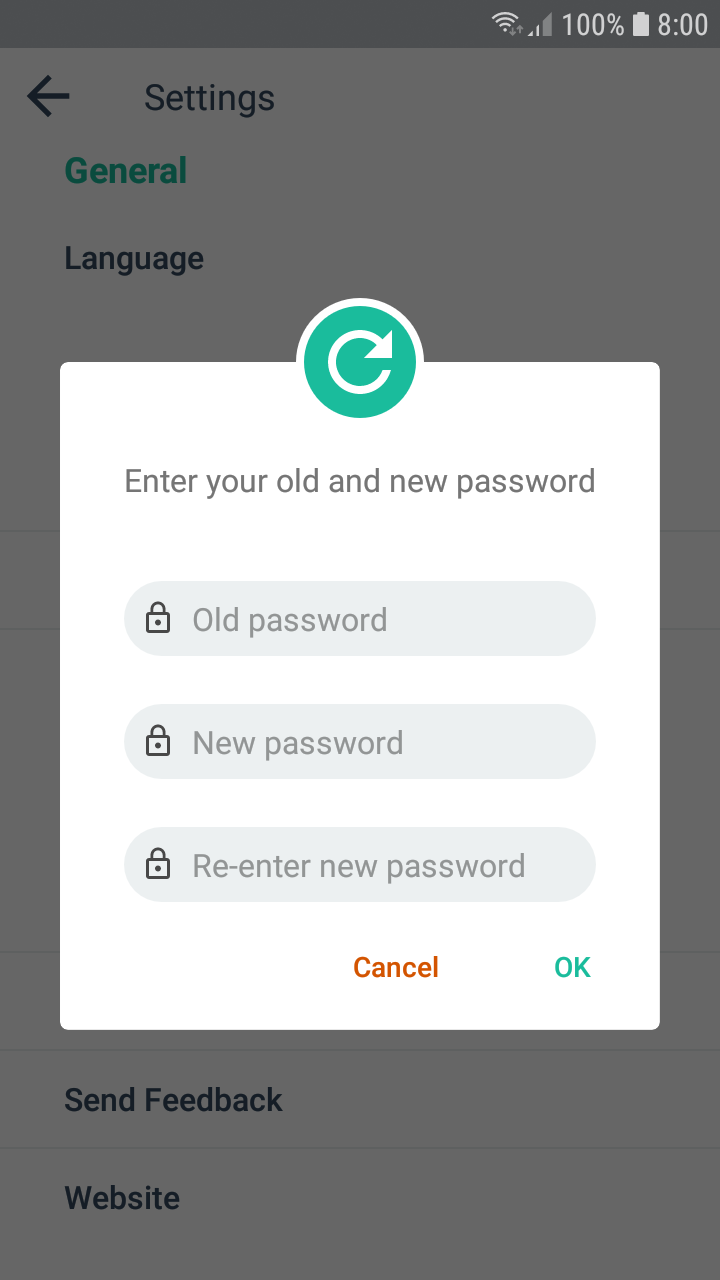 100% 8:00
Settings
General
Language
Enter your old and new password
Old password
New password
Re-enter new password
Cancel OK
Send Feedback
Website